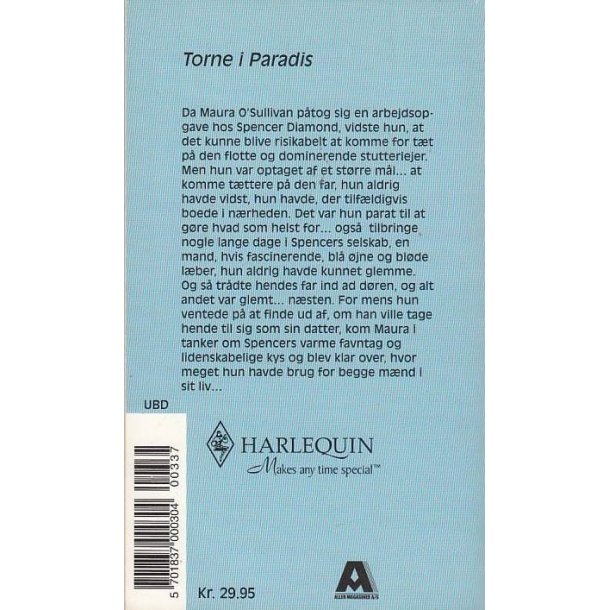 Torne i Paradis
Da Maura O'Sullivan påtog sig en arbejdsop-
gave hos Spencer Diamond, vidste hun, at
det kunne blive risikabelt at komme for tæt
på den flotte og dominerende stutteriejer.
Men hun var optaget af et større mål... at
komme tættere på den far, hun aldrig
havde vidst, hun havde, der tilfældigvis
boede i nærheden. Det var hun parat til at
gøre hvad som helst for... også tilbringe
nogle lange dage i Spencers selskab, en
mand, hvis fascinerende, blå øjne og bløde
læber, hun aldrig havde kunnet glemme.
Og så trådte hendes far ind ad døren, og alt
andet var glemt... næsten. For mens hun
ventede på at finde ud af, om han ville tage
hende til sig som sin datter, kom Maura i
tanker om Spencers varme favntag og
lidenskabelige kys og blev klar over, hvor
meget hun havde brug for begge mænd i
sit liv...
UBD
HARLEQUIN
Makes any time special™
00337
5 701837 000304
Kr. 29.95
A
ALLER MAGASINER A/S